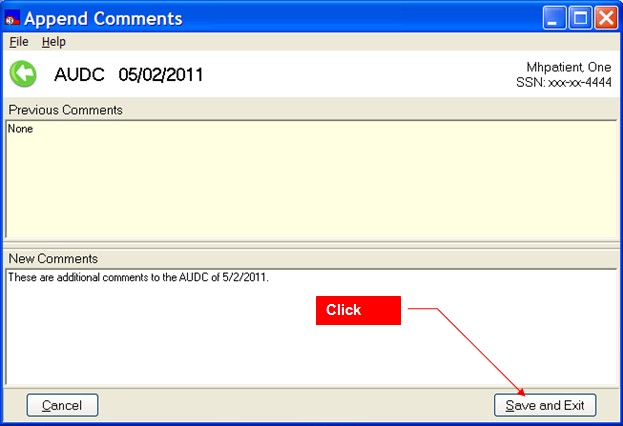 Append Comments
File Help
AUDC 05/02/2011
Mhpatient, One
SSN: xxx-xx-4444
Previous Comments
None
New Comments
These are additional comments to the AUDC of 5/2/2011.
Click
Cancel
Save and Exit